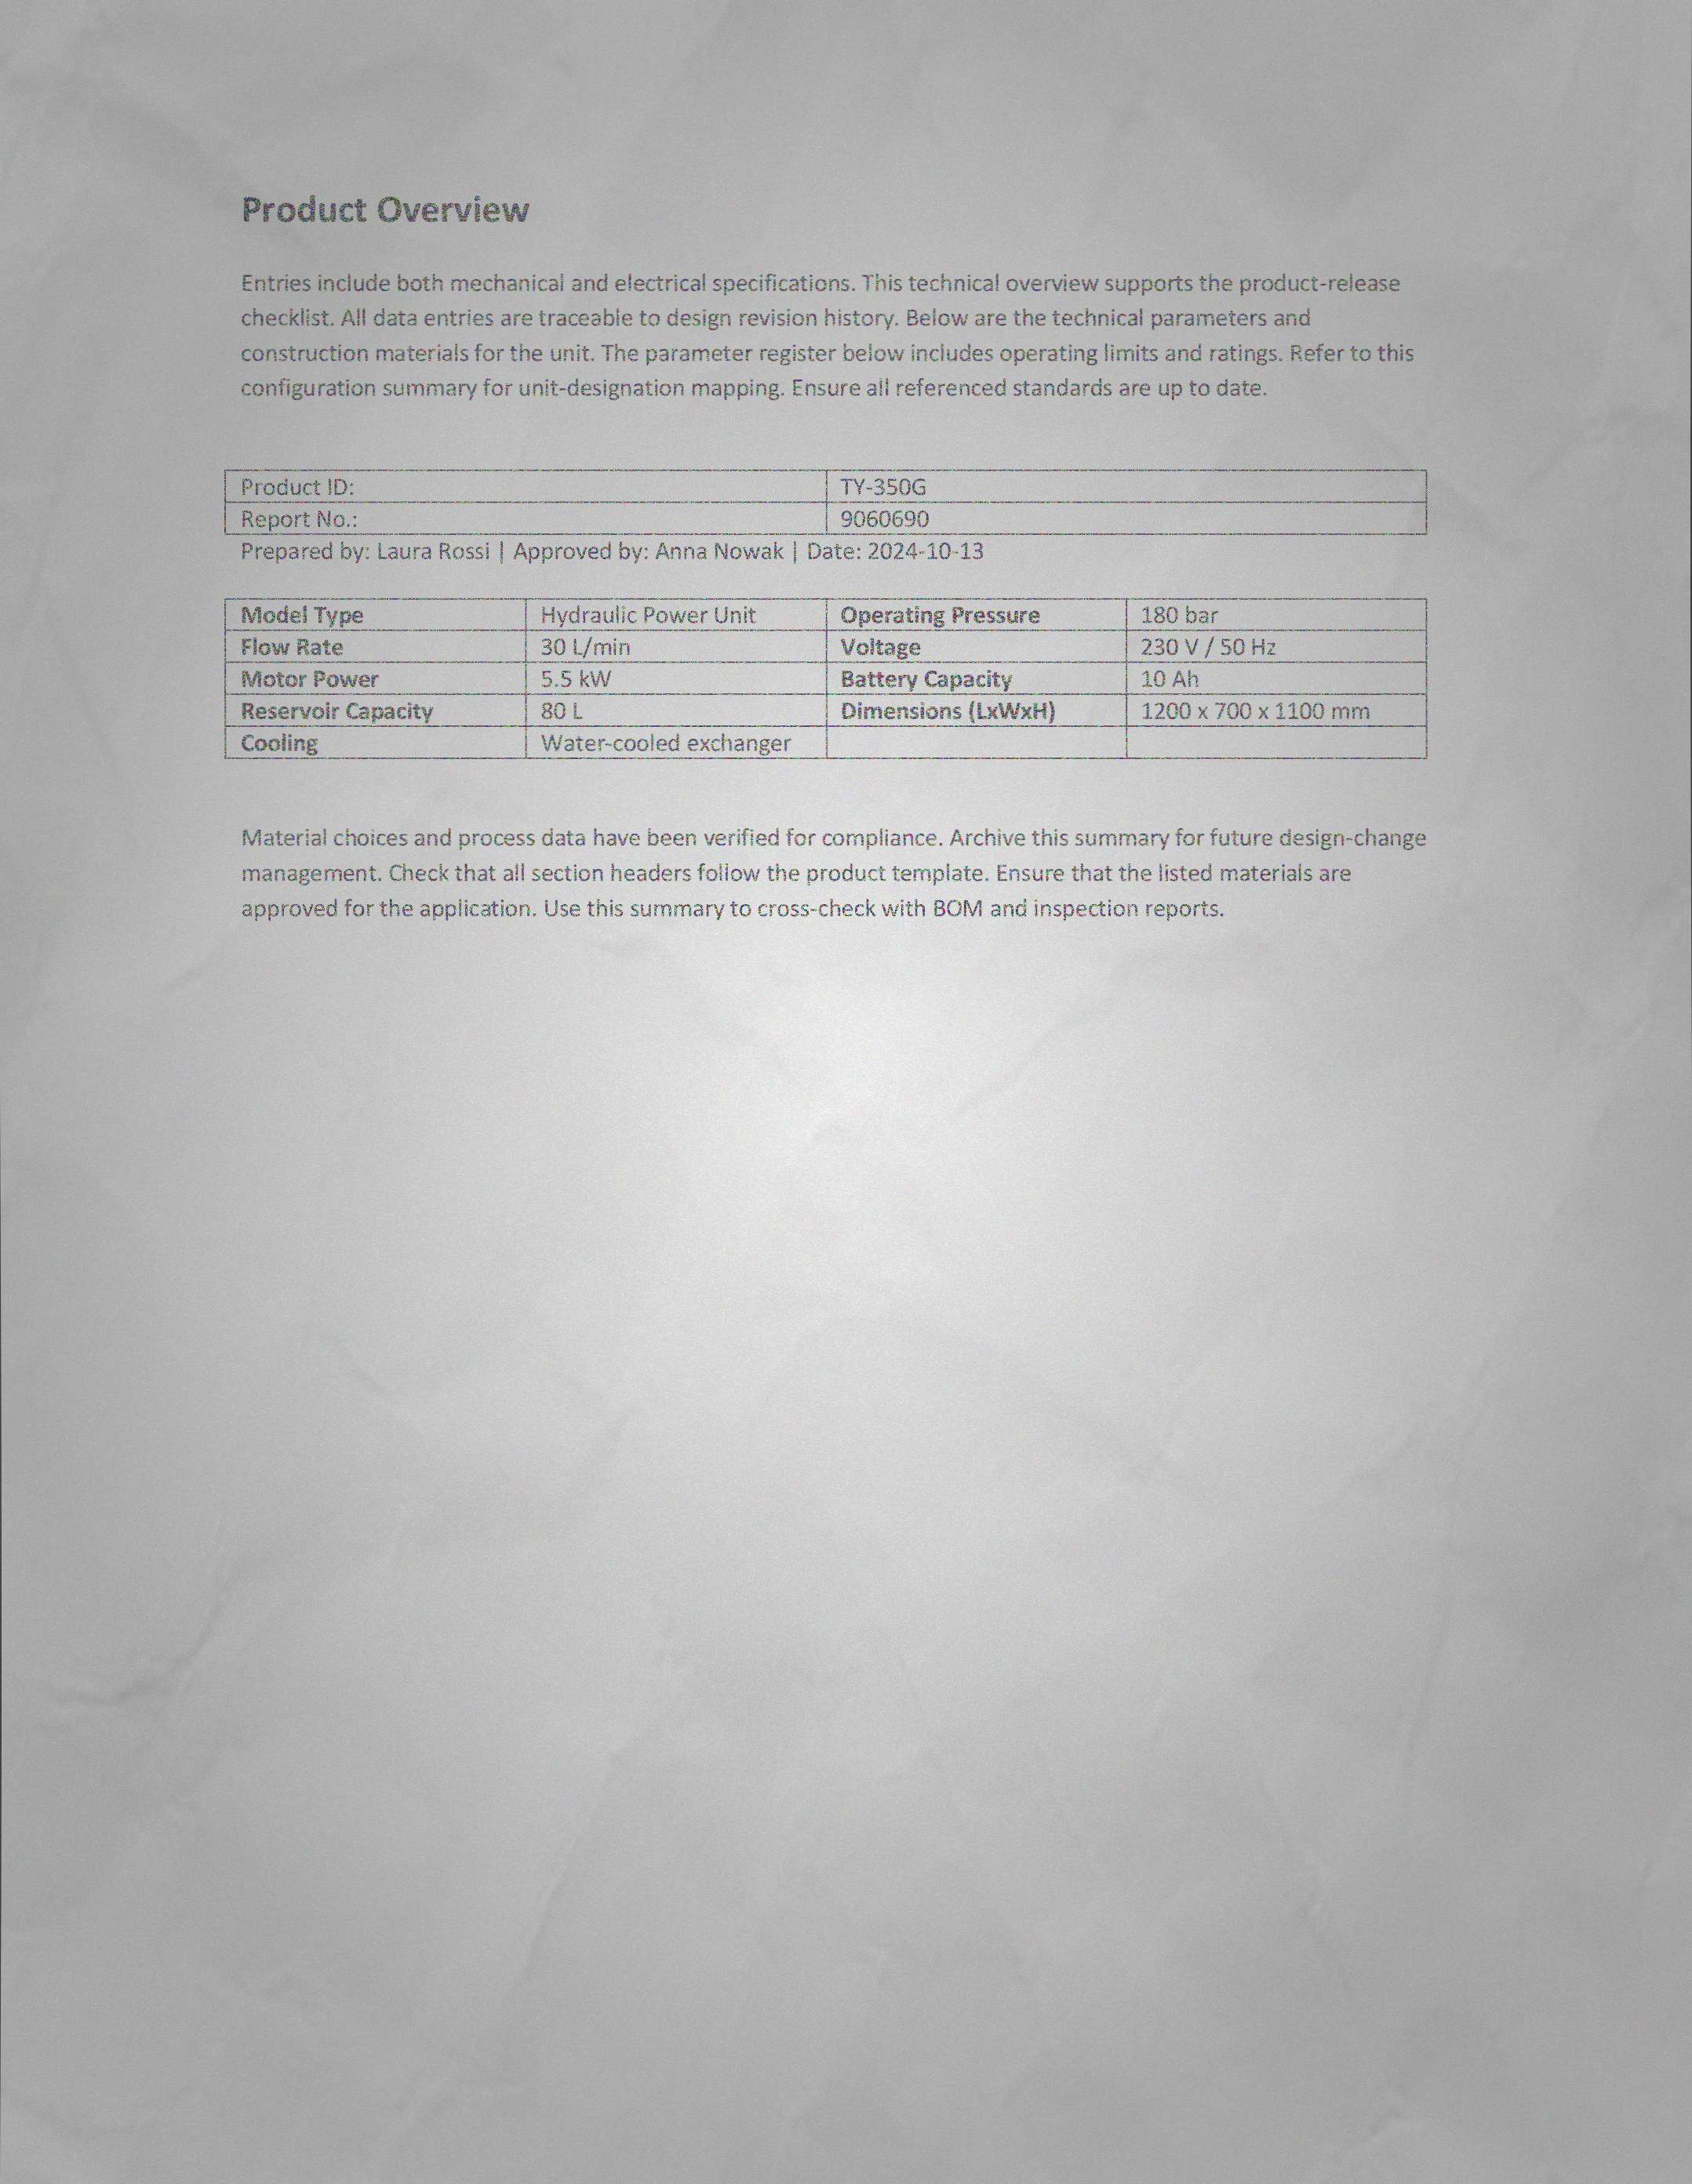 Product Overview
Entries include both mechanical and electrical specifications. This technical overview supports the product-release
checklist. All data entries are traceable to design revision history. Below are the technical parameters and
construction materials for the unit. The parameter register below includes operating limits and ratings. Refer to this
configuration summary for unit-designation mapping. Ensure all referenced standards are up to date.
Product ID: TY-350G
Report No.: 9060690
Prepared by: Laura Rossi | Approved by: Anna Nowak | Date: 2024-10-13
Model Type Hydraulic Power Unit Operating Pressure 180 bar
Flow Rate 30 L/min Voltage 230 V / 50 Hz
Motor Power 5.5 kW Battery Capacity 10 Ah
Reservoir Capacity 80 L Dimensions (LxWxH) 1200 x 700 x 1100 mm
Cooling Water-cooled exchanger
Material choices and process data have been verified for compliance. Archive this summary for future design-change
management. Check that all section headers follow the product template. Ensure that the listed materials are
approved for the application. Use this summary to cross-check with BOM and inspection reports.